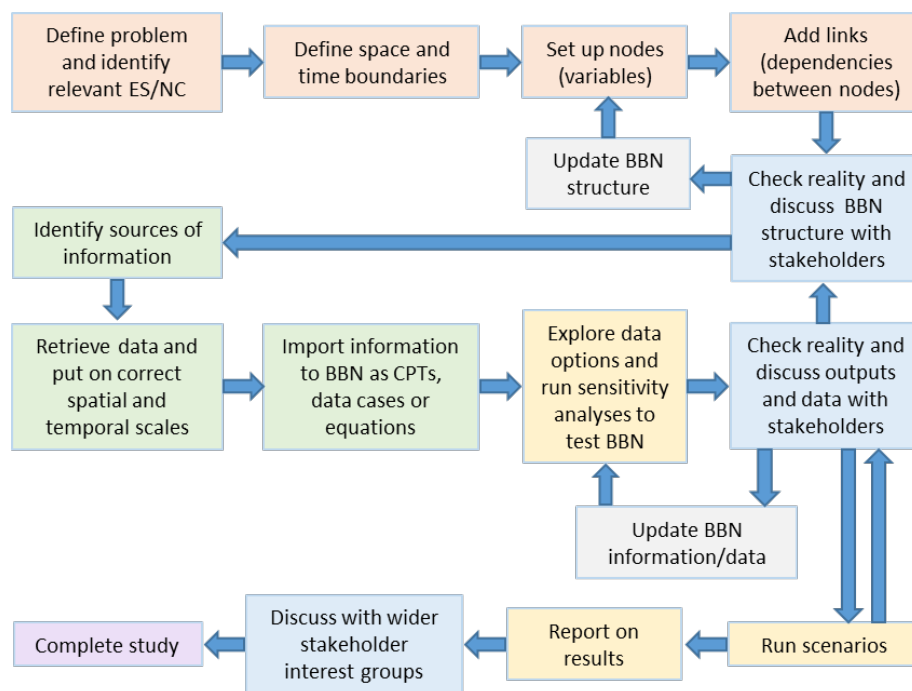 Define problem
and identify
relevant ES/NC
Define space and
time boundaries
Set up nodes
(variables)
Add links
(dependencies
between nodes)
Update BBN
structure
Check reality and
discuss BBN
structure with
stakeholders
Identify sources of
information
Retrieve data and
put on correct
spatial and
temporal scales
Import information
to BBN as CPTs,
data cases or
equations
Explore data
options and
run sensitivity
analyses to
test BBN
Check reality and
discuss outputs
and data with
stakeholders
Update BBN
information/data
Complete study
Discuss with wider
stakeholder
interest groups
Report on
results
Run scenarios